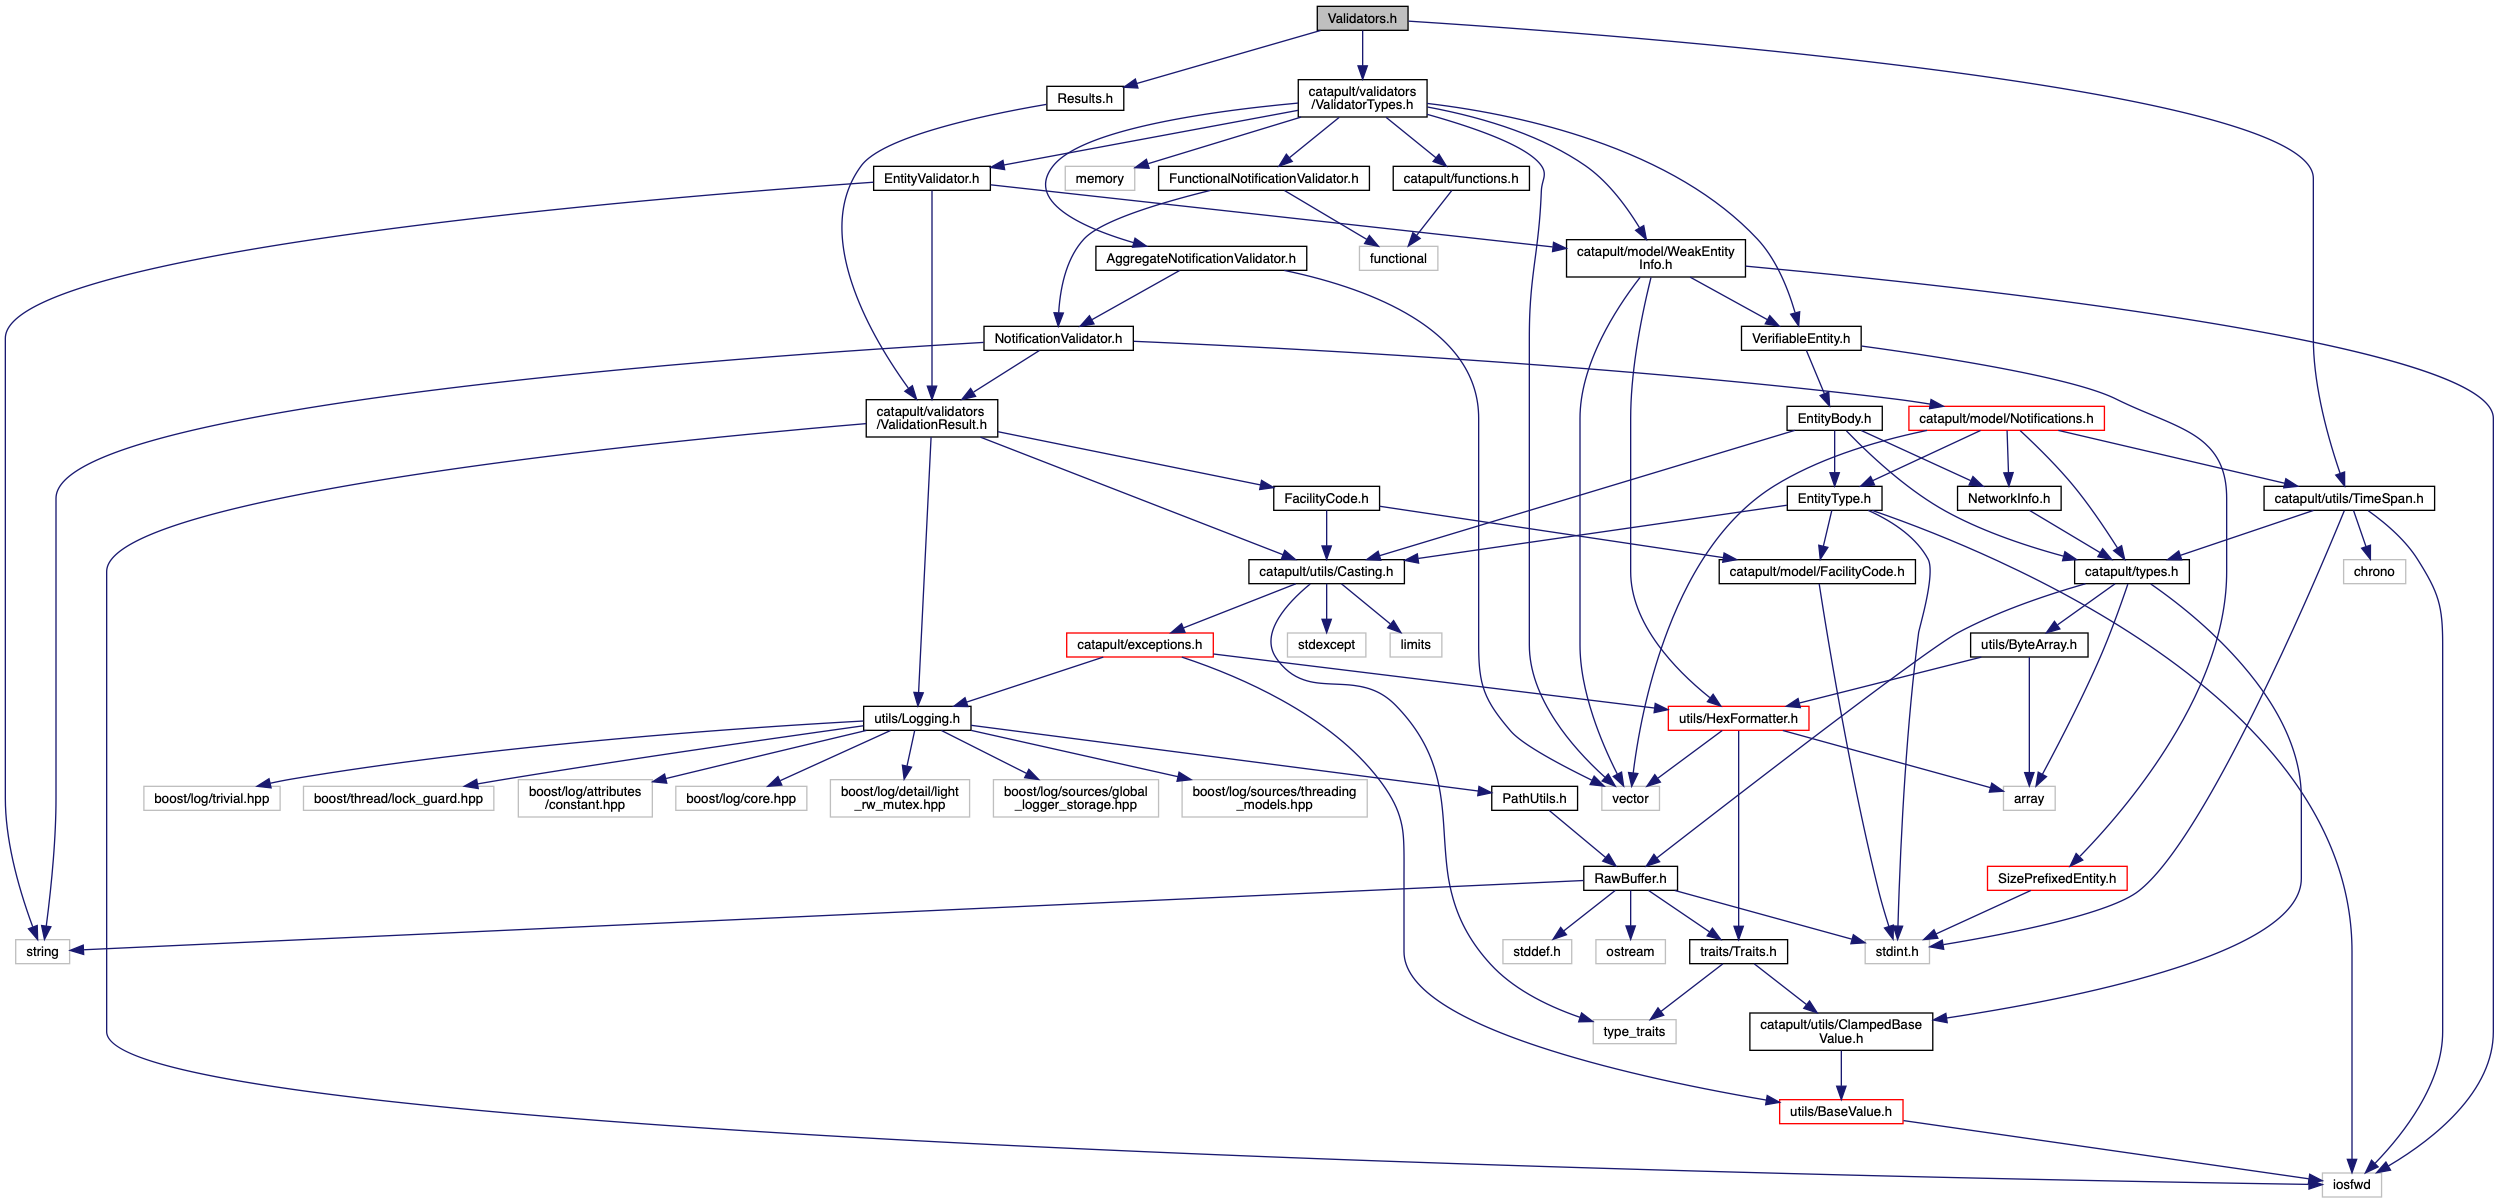 Validators.h
Results.h
catapult/validators
/ValidatorTypes.h
EntityValidator.h
memory
FunctionalNotificationValidator.h
catapult/functions.h
AggregateNotificationValidator.h
functional
catapult/model/WeakEntity
Info.h
NotificationValidator.h
VerifiableEntity.h
catapult/validators
/ValidationResult.h
EntityBody.h
catapult/model/Notifications.h
FacilityCode.h
EntityType.h
NetworkInfo.h
catapult/utils/TimeSpan.h
catapult/utils/Casting.h
catapult/model/FacilityCode.h
catapult/types.h
chrono
catapult/exceptions.h
stdexcept
limits
utils/ByteArray.h
utils/Logging.h
utils/HexFormatter.h
boost/log/trivial.hpp
boost/thread/lock_guard.hpp
boost/log/attributes
/constant.hpp
boost/log/core.hpp
boost/log/detail/light
_rw_mutex.hpp
boost/log/sources/global
_logger_storage.hpp
boost/log/sources/threading
_models.hpp
PathUtils.h
vector
array
RawBuffer.h
SizePrefixedEntity.h
string
stddef.h
ostream
traits/Traits.h
stdint.h
type_traits
catapult/utils/ClampedBase
Value.h
utils/BaseValue.h
iosfwd